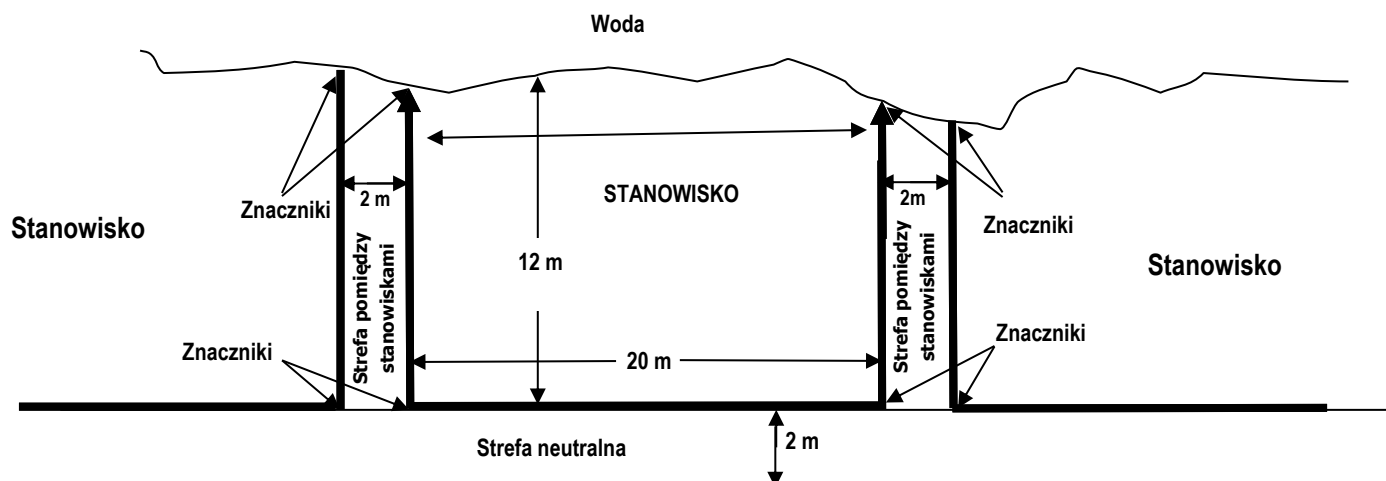 Woda
2 m
STANOWISKO
2m
Znaczniki
Znaczniki
Stanowisko
Strefa pomiędzy
stanowiskami
12 m
Strefa pomiędzy
stanowiskami
Stanowisko
Znaczniki
Znaczniki
20 m
Strefa neutralna
2 m